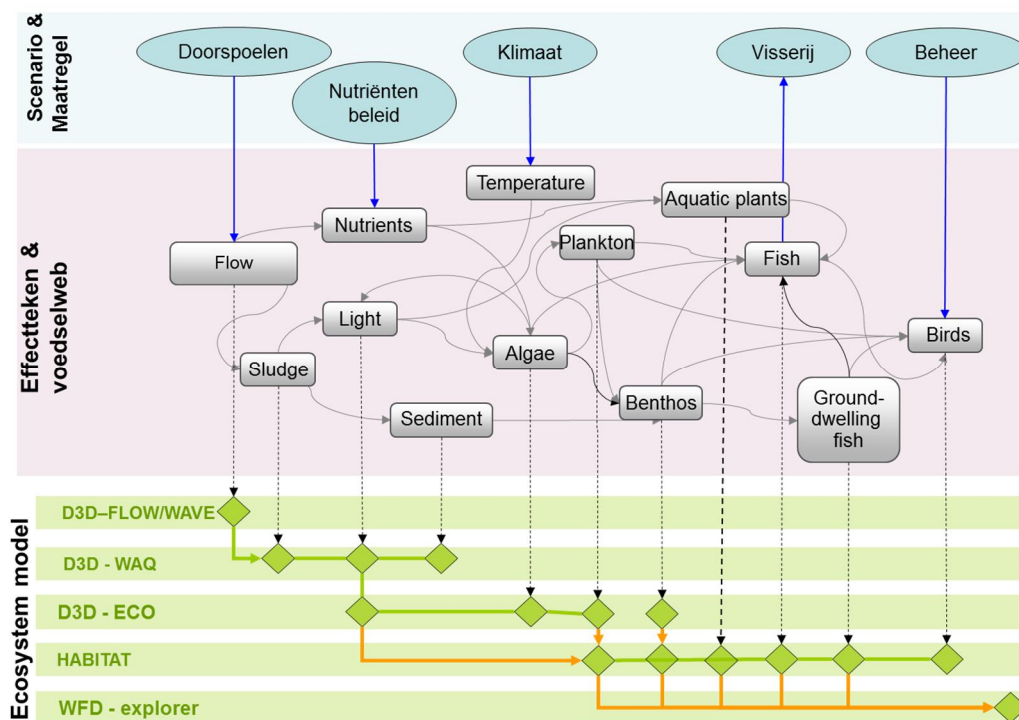 Scenario &
Maatregel
Doorspoelen
Nutriënten
beleid
Klimaat
Visserij
Beheer
Effectteken &
voedselweb
Temperature
Aquatic plants
Nutrients
Plankton
Flow
Fish
Light
Birds
Algae
Sludge
Benthos
Ground-
dwelling
fish
Sediment
Ecosystem model
D3D–FLOW/WAVE
D3D - WAQ
D3D - ECO
HABITAT
WFD - explorer